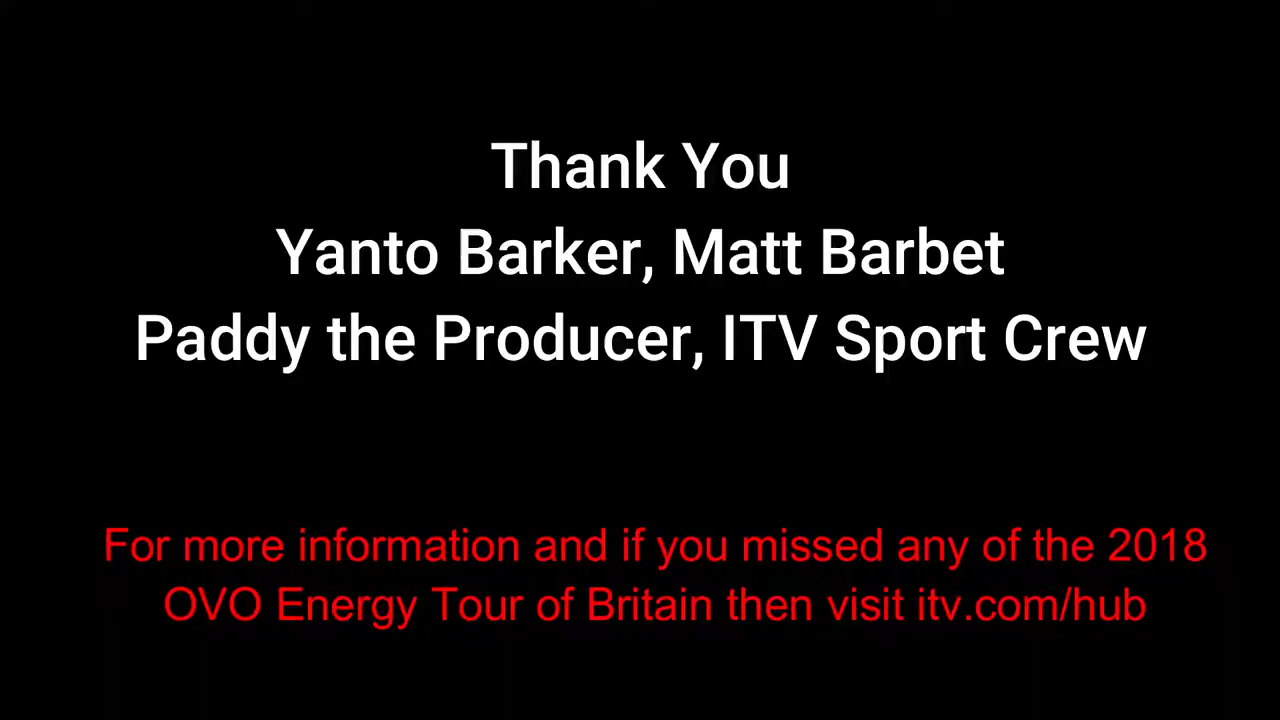 Thank You
Yanto Barker, Matt Barbet
Paddy the Producer, ITV Sport Crew
For more information and if you missed any of the 2018
OVO Energy Tour of Britain then visit itv.com/hub